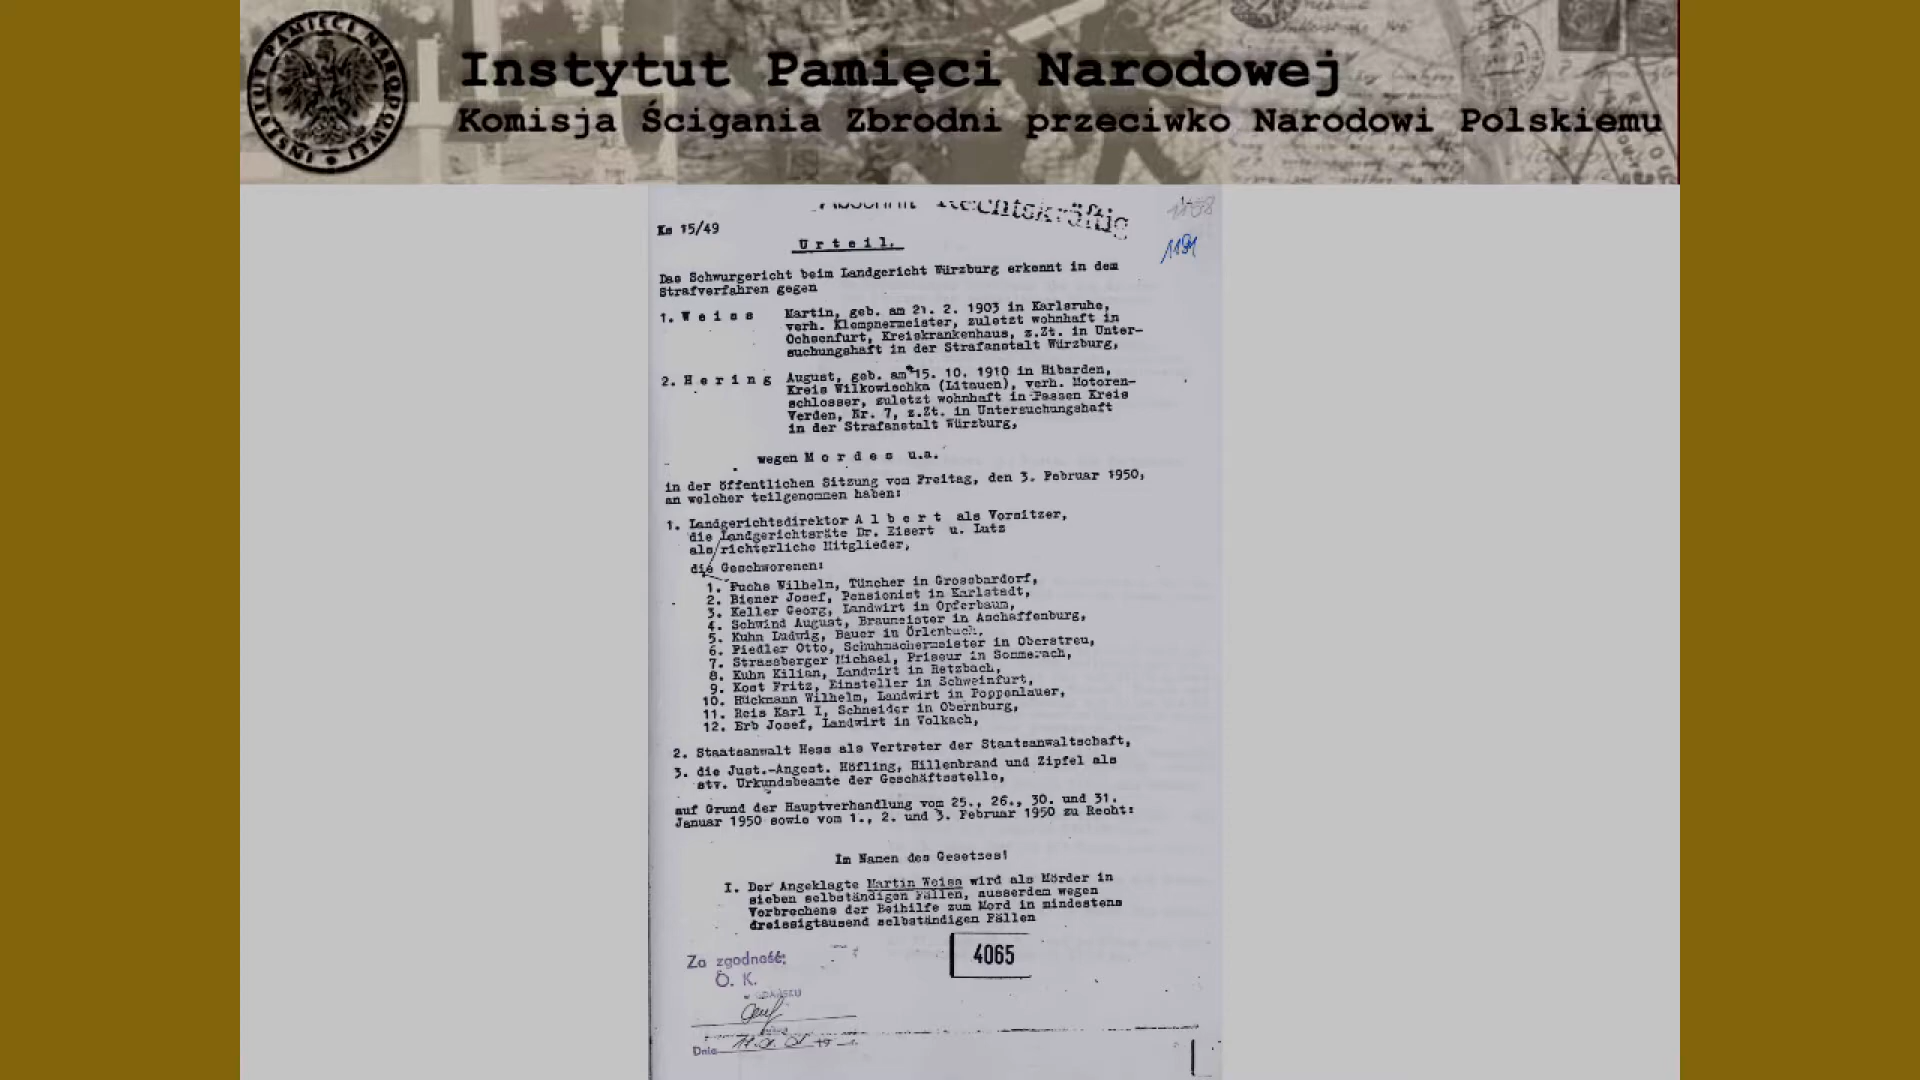 Instytut Pamięci Narodowej
Komisja Ścigania Zbrodni przeciwko Narodowi Polskiemu
INSTYTUT PAMIĘCI NARODOWEJ
Rechtskräftig
1191
Ks 15/49
Urteil.
Das Schwurgericht beim Landgericht Würzburg erkennt in dem
Strafverfahren gegen
1. Weiss Martin, geb. am 21. 2. 1903 in Karlsruhe,
verh. Klempnermeister, zuletzt wohnhaft in
Ochsenfurt, Kreiskrankenhaus, z.Zt. in Unter-
suchungshaft in der Strafanstalt Würzburg,
2. Hering August, geb. am 15. 10. 1910 in Hibarden,
Kreis Wilkowischka (Litauen), verh. Motoren-
schlosser, zuletzt wohnhaft in Passen Kreis
Verden, Nr. 7, z.Zt. in Untersuchungshaft
in der Strafanstalt Würzburg,
wegen Mordes u.a.
in der öffentlichen Sitzung vom Freitag, den 3. Februar 1950,
an welcher teilgenommen haben:
1. Landgerichtsdirektor Albert als Vorsitzer,
die Landgerichtsräte Dr. Eisert u. Lutz
als richterliche Mitglieder,
die Geschworenen:
1. Fuchs Wilhelm, Tüncher in Grossbardorf,
2. Biener Josef, Pensionist in Karlstadt,
3. Keller Georg, Landwirt in Opferbaum,
4. Schwind August, Braumeister in Aschaffenburg,
5. Kuhn Ludwig, Bauer in Örlenbach,
6. Fiedler Otto, Schuhmachermeister in Oberstreu,
7. Strassberger Michael, Friseur in Sommerach,
8. Kuhn Kilian, Landwirt in Retzbach,
9. Kost Fritz, Einsteller in Schweinfurt,
10. Hückmann Wilhelm, Landwirt in Poppenlauer,
11. Reis Karl I, Schneider in Obernburg,
12. Erb Josef, Landwirt in Volkach,
2. Staatsanwalt Hess als Vertreter der Staatsanwaltschaft,
3. die Just.-Angest. Höfling, Hillenbrand und Zipfel als
stv. Urkundsbeamte der Geschäftsstelle,
auf Grund der Hauptverhandlung vom 25., 26., 30. und 31.
Januar 1950 sowie vom 1., 2. und 3. Februar 1950 zu Recht:
Im Namen des Gesetzes!
I. Der Angeklagte Martin Weiss wird als Mörder in
sieben selbständigen Fällen, ausserdem wegen
Verbrechens der Beihilfe zum Mord in mindestens
dreissigtausend selbständigen Fällen
4065
Za zgodność:
O. K.
w GDAŃSKU
Dnia